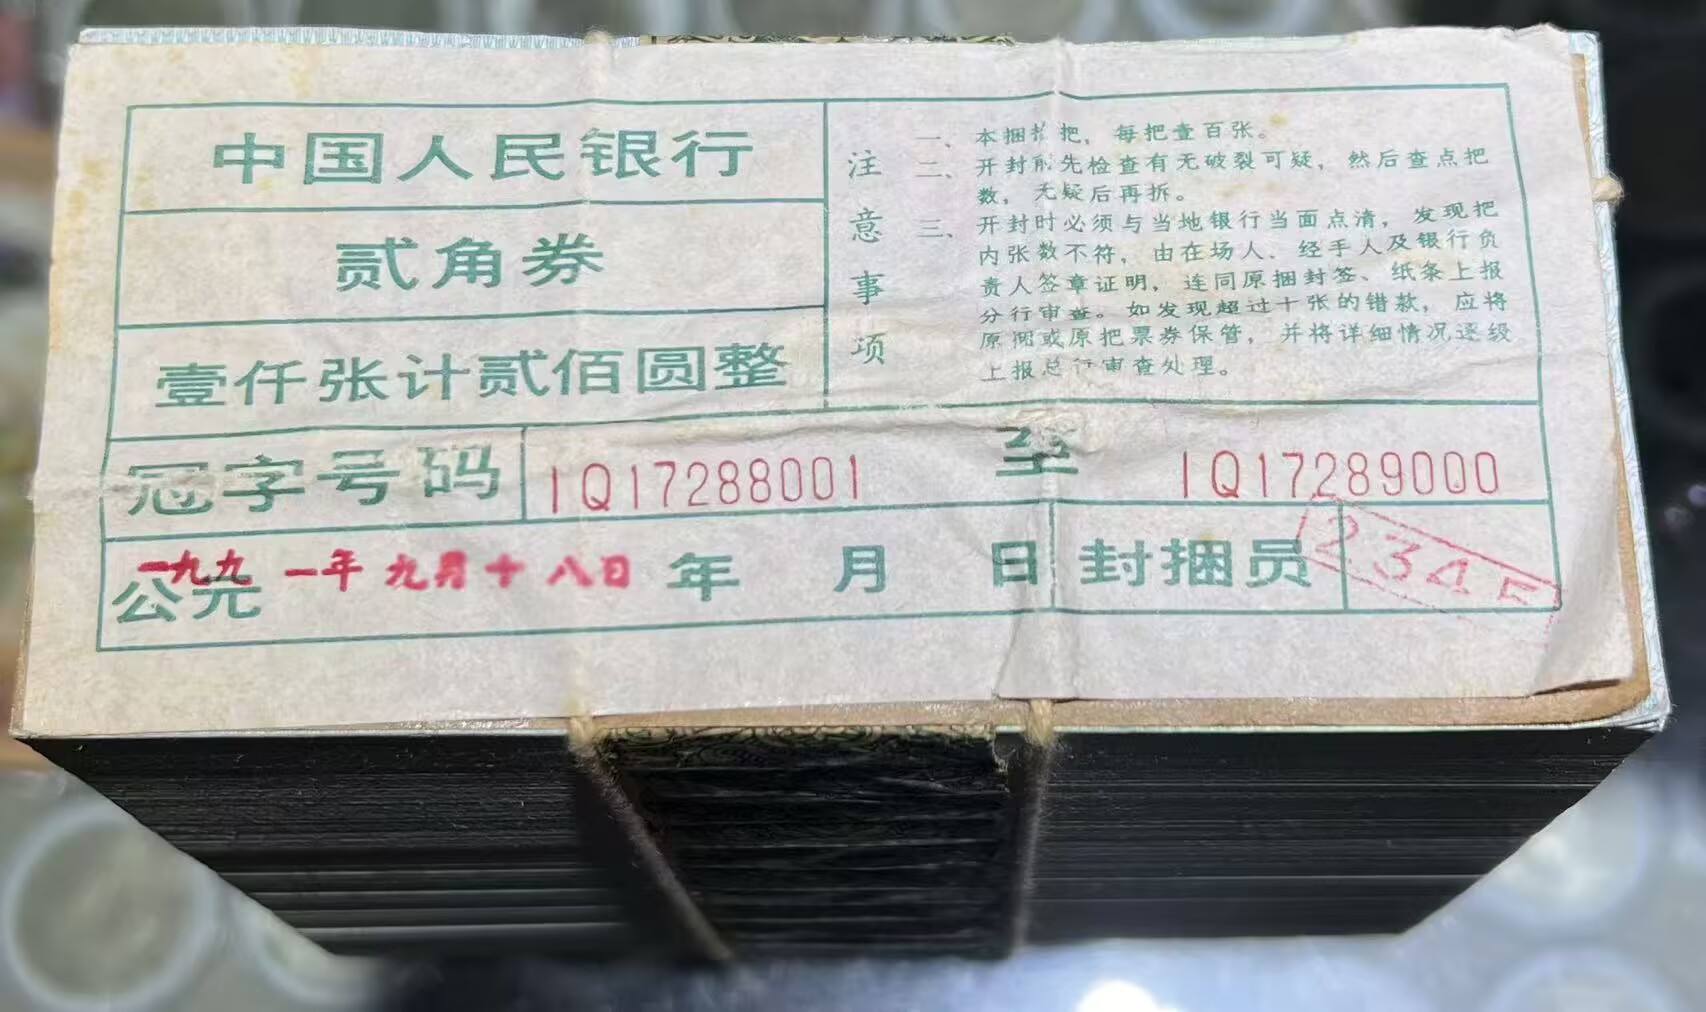 中国人民银行
贰角券
壹仟张计贰佰圆整
注意事项
一、本捆拾把，每把壹百张。
二、开封前先检查有无破裂可疑，然后查点把
数，无疑后再拆。
三、开封时必须与当地银行当面点清，发现把
内张数不符，由在场人、经手人及银行负
责人签章证明，连同原捆封签、纸条上报
分行审查。如发现超过十张的错款，应将
原捆或原把票券保管，并将详细情况逐级
上报总行审查处理。
冠字号码 IQ17288001 至 IQ17289000
公元 一九九一年九月十八日 年 月 日 封捆员 2345